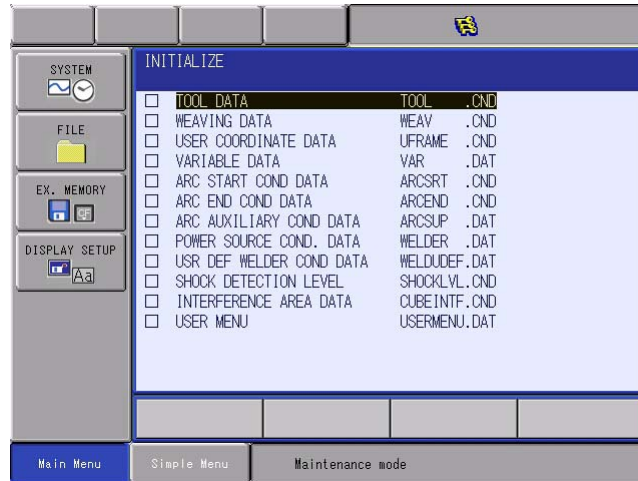 SYSTEM
FILE
EX. MEMORY
CF
DISPLAY SETUP
Aa
INITIALIZE
TOOL DATA TOOL .CND
WEAVING DATA WEAV .CND
USER COORDINATE DATA UFRAME .CND
VARIABLE DATA VAR .DAT
ARC START COND DATA ARCSRT .CND
ARC END COND DATA ARCEND .CND
ARC AUXILIARY COND DATA ARCSUP .DAT
POWER SOURCE COND. DATA WELDER .DAT
USR DEF WELDER COND DATA WELDUDEF.DAT
SHOCK DETECTION LEVEL SHOCKLVL.CND
INTERFERENCE AREA DATA CUBEINTF.CND
USER MENU USERMENU.DAT
Main Menu Simple Menu Maintenance mode